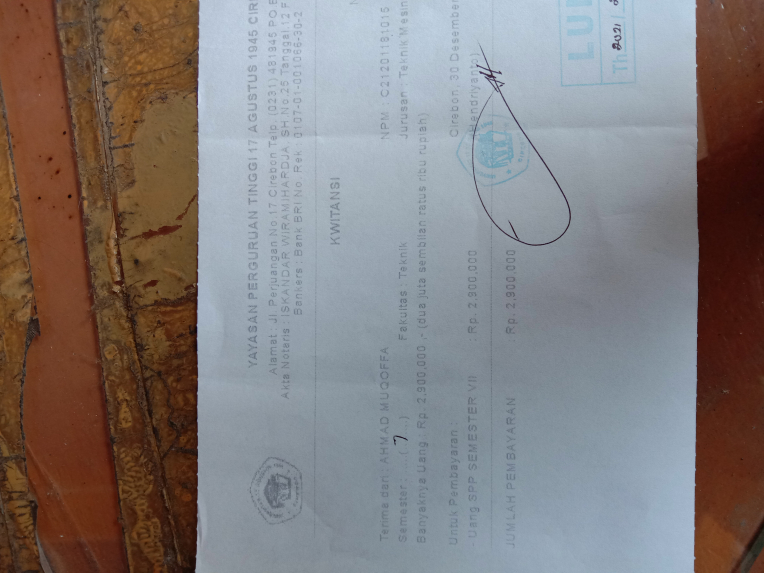 YAYASAN PERGURUAN TINGGI 17 AGUSTUS 1945 CIR
Alamat : Jl. Perjuangan No 17 Cirebon Telp. (0231) 481945 PO B
Akta Notaris : ISKANDAR WIRAMIHARDJA SH No 25 Tanggal 12 F
Bankers : Bank BRI No. Rek. 0107-01-001066-30-2
KWITANSI
Terima dari : AHMAD MUQOFFA NPM : C21201181015
Semester .....( 7 ...) Fakultas : Teknik Jurusan : Teknik Mesin
Banyaknya Uang : Rp. 2.900.000 ,- (dua juta sembilan ratus ribu rupiah)
Untuk Pembayaran :
Uang SPP SEMESTER VII : Rp. 2.900.000
JUMLAH PEMBAYARAN Rp. 2.900.000
Cirebon, 30 Desember
Hendriyanto)
Th 2021 /